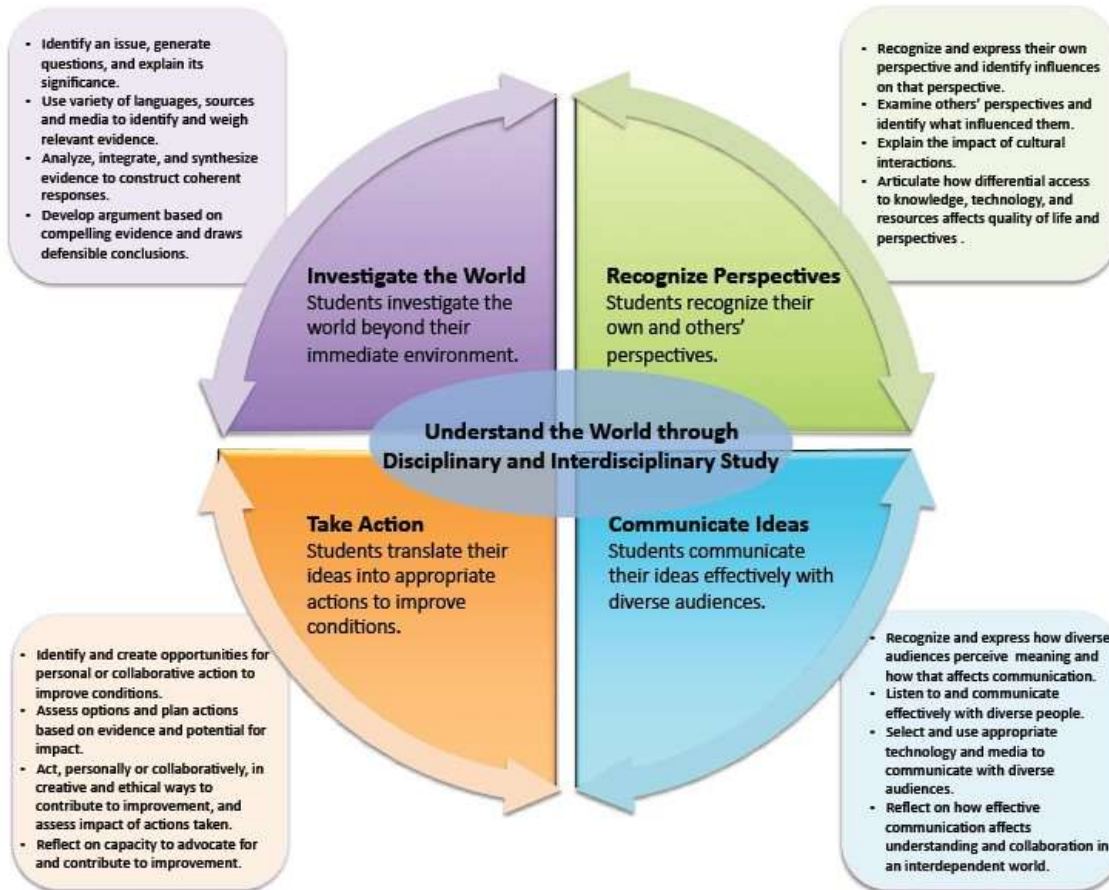 • Identify an issue, generate
questions, and explain its
significance.
• Use variety of languages, sources
and media to identify and weigh
relevant evidence.
• Analyze, integrate, and synthesize
evidence to construct coherent
responses.
• Develop argument based on
compelling evidence and draws
defensible conclusions.
• Recognize and express their own
perspective and identify influences
on that perspective.
• Examine others' perspectives and
identify what influenced them.
• Explain the impact of cultural
interactions.
• Articulate how differential access
to knowledge, technology, and
resources affects quality of life and
perspectives .
Investigate the World
Students investigate the
world beyond their
immediate environment.
Recognize Perspectives
Students recognize their
own and others'
perspectives.
Understand the World through
Disciplinary and Interdisciplinary Study
Take Action
Students translate their
ideas into appropriate
actions to improve
conditions.
Communicate Ideas
Students communicate
their ideas effectively with
diverse audiences.
• Identify and create opportunities for
personal or collaborative action to
improve conditions.
• Assess options and plan actions
based on evidence and potential for
impact.
• Act, personally or collaboratively, in
creative and ethical ways to
contribute to improvement, and
assess impact of actions taken.
• Reflect on capacity to advocate for
and contribute to improvement.
• Recognize and express how diverse
audiences perceive meaning and
how that affects communication.
• Listen to and communicate
effectively with diverse people.
• Select and use appropriate
technology and media to
communicate with diverse
audiences.
• Reflect on how effective
communication affects
understanding and collaboration in
an interdependent world.